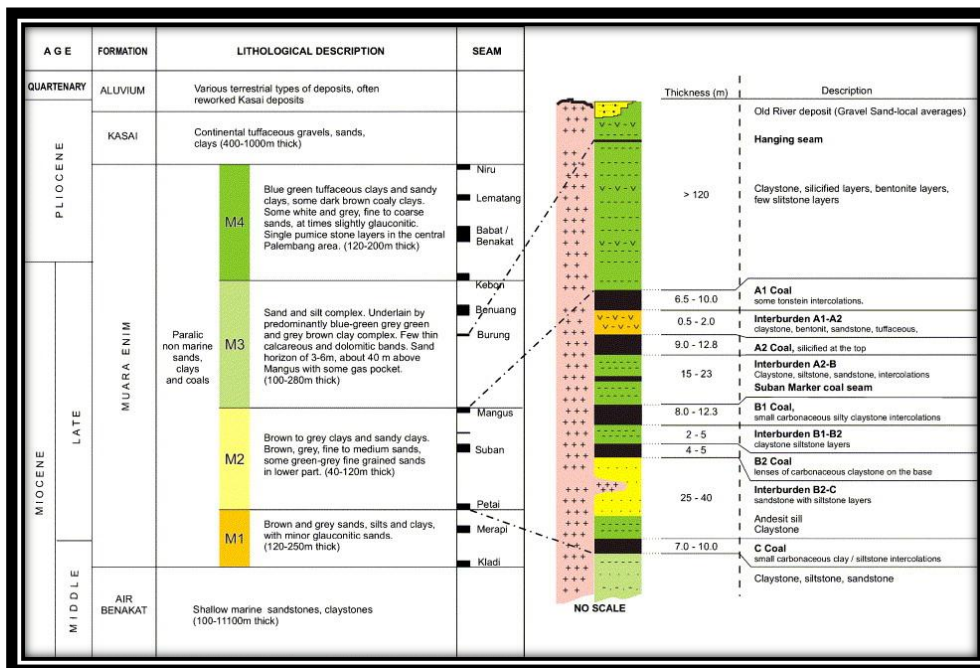 AGE
FORMATION
LITHOLOGICAL DESCRIPTION
SEAM
QUARTENARY
ALUVIUM
Various terrestrial types of deposits, often
reworked Kasai deposits
PLIOCENE
KASAI
Continental tuffaceous gravels, sands,
clays (400-1000m thick)
MIOCENE
LATE
MIDDLE
MUARA ENIM
Paralic
non marine
sands,
clays
and coals
M4
Blue green tuffaceous clays and sandy
clays, some dark brown coaly clays.
Some white and grey, fine to coarse
sands, at times slightly glauconitic.
Single pumice stone layers in the central
Palembang area. (120-200m thick)
Niru
Lematang
Babat /
Benakat
Kebon
M3
Sand and silt complex. Underlain by
predominantly blue-green grey green
and grey brown clay complex. Few thin
calcareous and dolomitic bands. Sand
horizon of 3-6m, about 40 m above
Mangus with some gas pocket.
(100-280m thick)
Benuang
Burung
M2
Brown to grey clays and sandy clays.
Brown, grey, fine to medium sands,
some green-grey fine grained sands
in lower part. (40-120m thick)
Mangus
Suban
Petai
M1
Brown and grey sands, silts and clays,
with minor glauconitic sands.
(120-250m thick)
Merapi
Kladi
AIR
BENAKAT
Shallow marine sandstones, claystones
(100-11100m thick)
Thickness (m)
Description
Old River deposit (Gravel Sand-local averages)
Hanging seam
> 120
Claystone, silicified layers, bentonite layers,
few slitstone layers
A1 Coal
6.5 - 10.0
some tonstein intercolations.
0.5 - 2.0
Interburden A1-A2
claystone, bentonit, sandstone, tuffaceous,
9.0 - 12.8
A2 Coal, silicified at the top
15 - 23
Interburden A2-B
Claystone, siltstone, sandstone, intercolations
Suban Marker coal seam
8.0 - 12.3
B1 Coal,
small carbonaceous silty claystone intercolations
2 - 5
Interburden B1-B2
claystone siltstone layers
4 - 5
B2 Coal
lenses of carbonaceous claystone on the base
25 - 40
Interburden B2-C
sandstone with siltstone layers
Andesit sill
Claystone
7.0 - 10.0
C Coal
small carbonaceous clay / siltstone intercolations
Claystone, siltstone, sandstone
NO SCALE